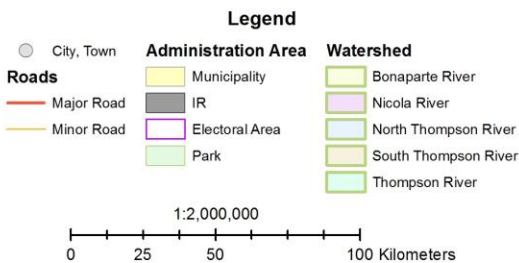 Legend
City, Town
Roads
Major Road
Minor Road
Administration Area
Municipality
IR
Electoral Area
Park
Watershed
Bonaparte River
Nicola River
North Thompson River
South Thompson River
Thompson River
1:2,000,000
0 25 50 100 Kilometers